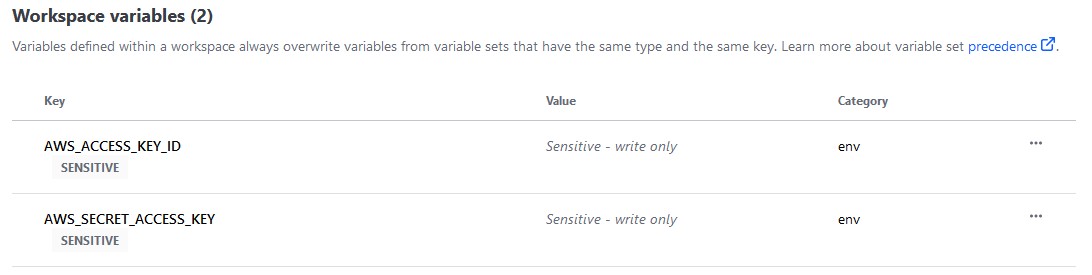 Workspace variables (2)
Variables defined within a workspace always overwrite variables from variable sets that have the same type and the same key. Learn more about variable set precedence.
Key Value Category
AWS_ACCESS_KEY_ID Sensitive - write only env
SENSITIVE
AWS_SECRET_ACCESS_KEY Sensitive - write only env
SENSITIVE